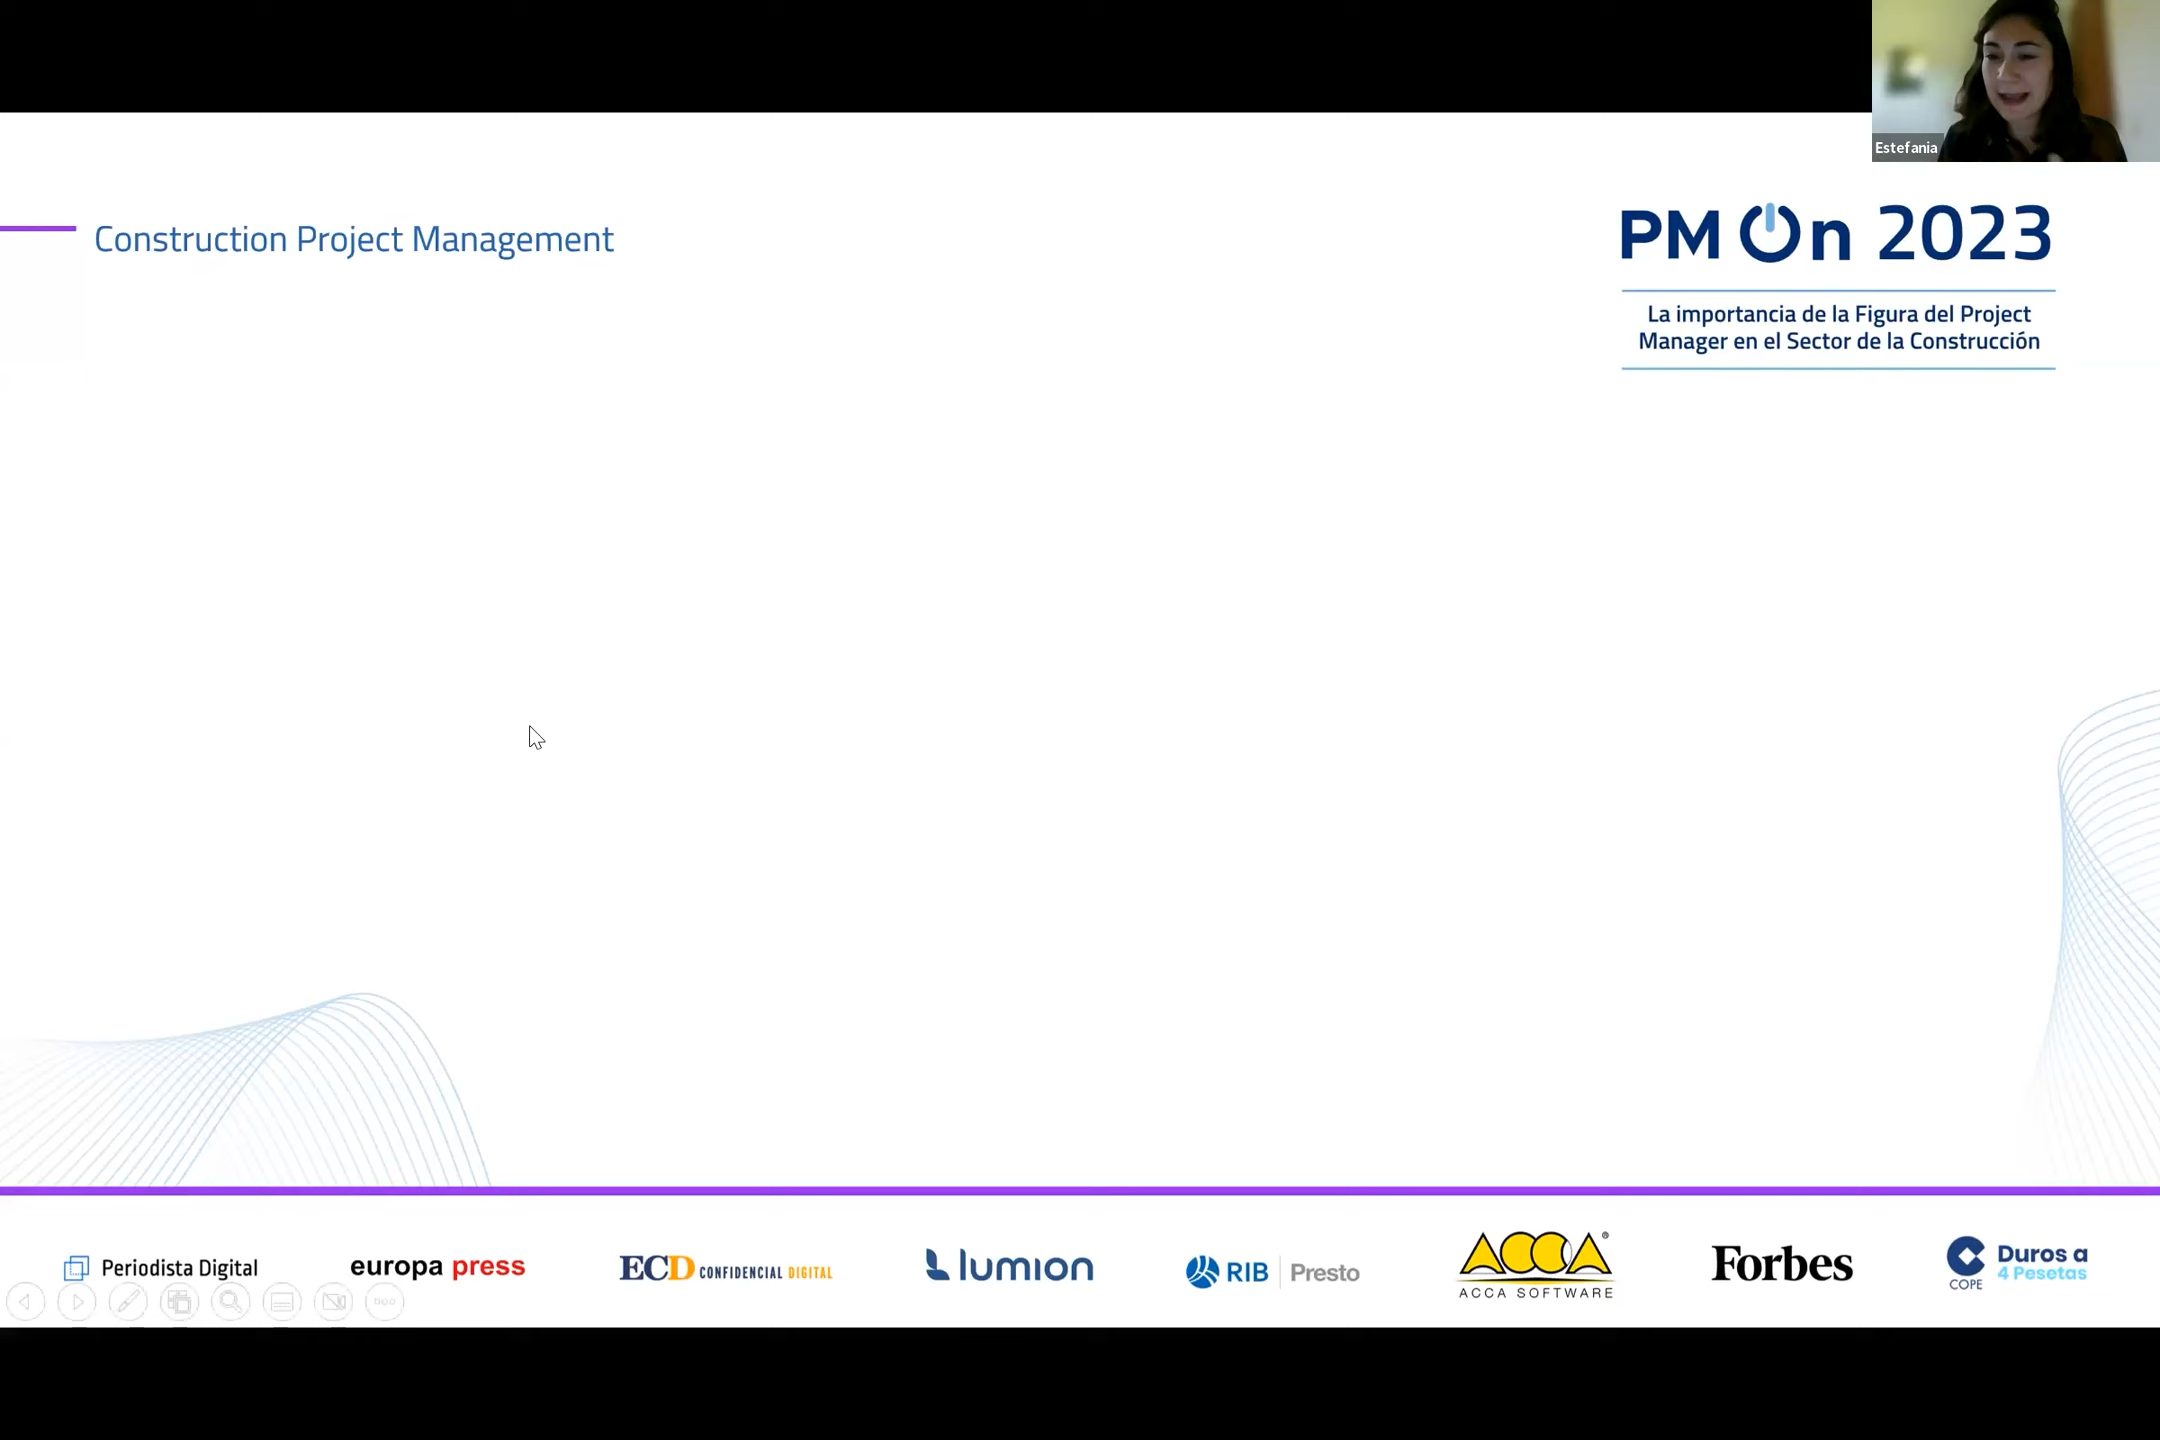 Estefania
Construction Project Management
PM On 2023
La importancia de la Figura del Project
Manager en el Sector de la Construcción
Periodista Digital
europa press
ECD CONFIDENCIAL DIGITAL
lumion
RIB Presto
ACCA®
ACCA SOFTWARE
Forbes
COPE
Duros a
4 Pesetas